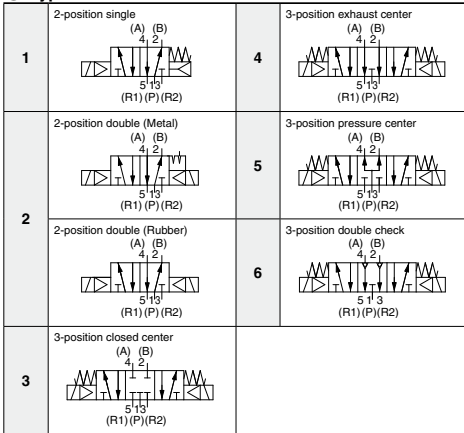 1
2-position single
(A) (B)
4 2
5 1 3
(R1) (P) (R2)
2
2-position double (Metal)
(A) (B)
4 2
5 1 3
(R1) (P) (R2)
2-position double (Rubber)
(A) (B)
4 2
5 1 3
(R1) (P) (R2)
3
3-position closed center
(A) (B)
4 2
5 1 3
(R1) (P) (R2)
4
3-position exhaust center
(A) (B)
4 2
5 1 3
(R1) (P) (R2)
5
3-position pressure center
(A) (B)
4 2
5 1 3
(R1) (P) (R2)
6
3-position double check
(A) (B)
4 2
5 1 3
(R1) (P) (R2)